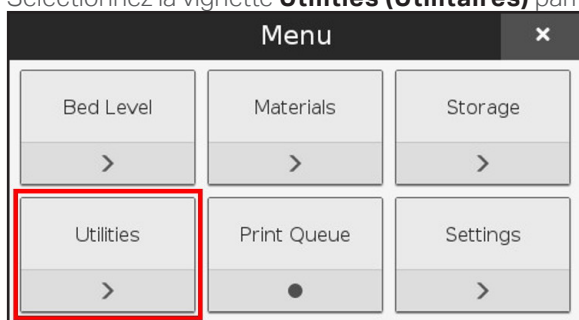 Sélectionnez la vignette Utilities (Utilitaires)
Menu ×
Bed Level Materials Storage
> > >
Utilities Print Queue Settings
> ● >